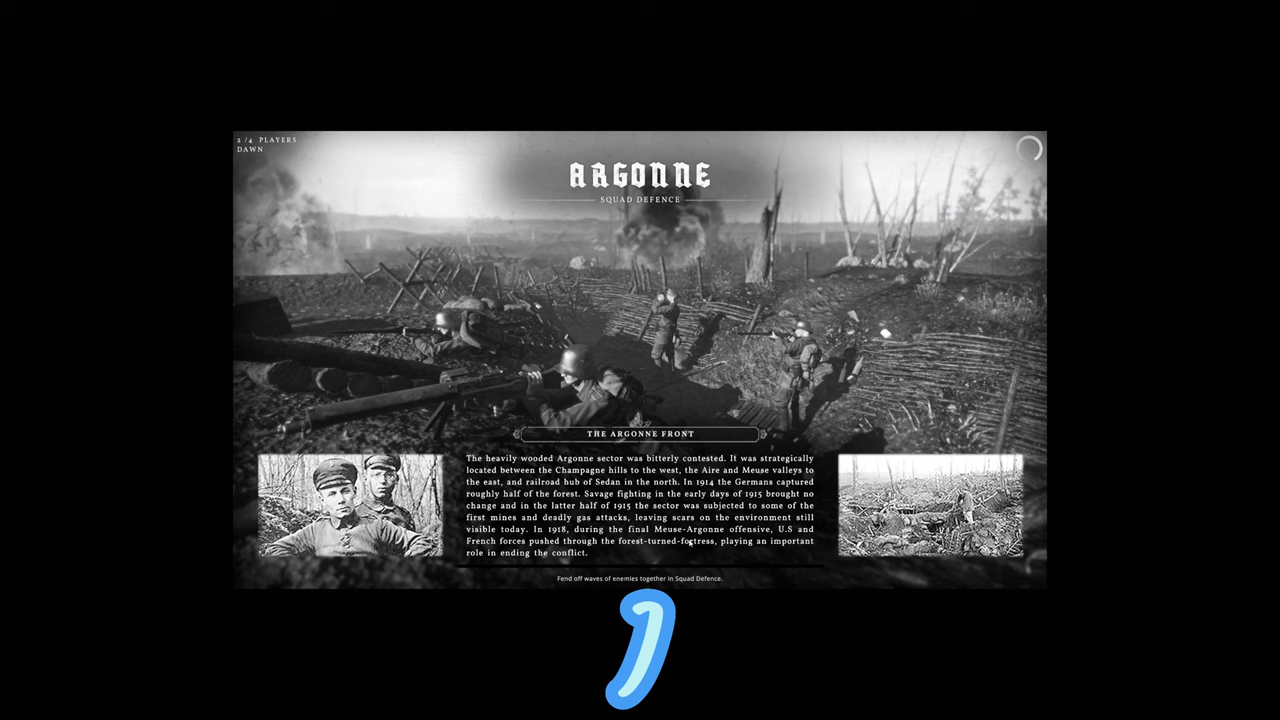 2 /4 PLAYERS
DAWN
ARGONNE
SQUAD DEFENCE
THE ARGONNE FRONT
The heavily wooded Argonne sector was bitterly contested. It was strategically
located between the Champagne hills to the west, the Aire and Meuse valleys to
the east, and railroad hub of Sedan in the north. In 1914 the Germans captured
roughly half of the forest. Savage fighting in the early days of 1915 brought no
change and in the latter half of 1915 the sector was subjected to some of the
first mines and deadly gas attacks, leaving scars on the environment still
visible today. In 1918, during the final Meuse-Argonne offensive, U.S and
French forces pushed through the forest-turned-fortress, playing an important
role in ending the conflict.
Fend off waves of enemies together in Squad Defence.